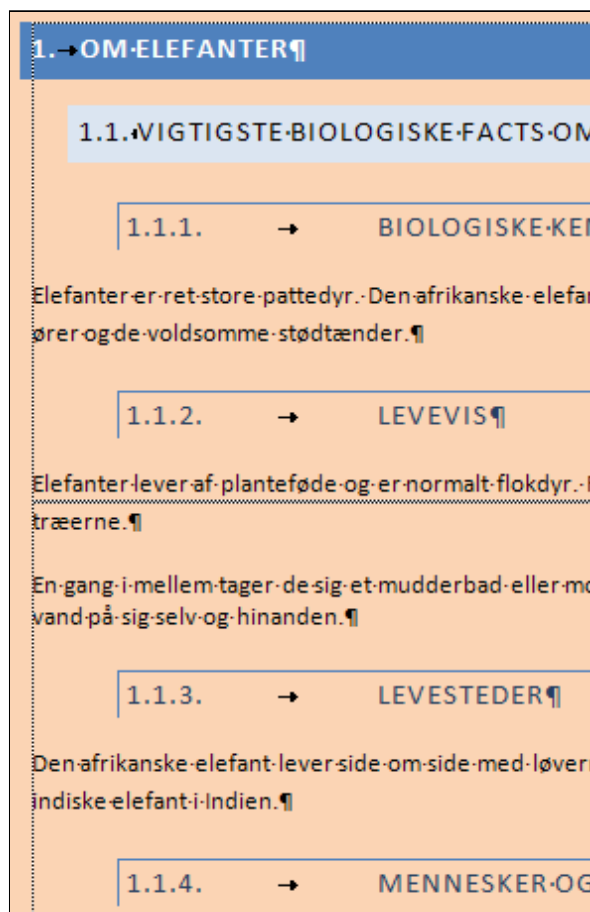 1. OM ELEFANTER¶
1.1. VIGTIGSTE BIOLOGISKE FACTS OM
1.1.1. → BIOLOGISKE
Elefanter er ret store pattedyr. Den afrikanske
ører og de voldsomme stødtænder.¶
1.1.2. → LEVEVIS¶
Elefanter lever af planteføde og er normalt flokdyr.
træerne.¶
En gang i mellem tager de sig et mudderbad eller
vand på sig selv og hinanden.¶
1.1.3. → LEVESTEDER¶
Den afrikanske elefant lever side om side med
indiske elefant i Indien.¶
1.1.4. → MENNESKER OG